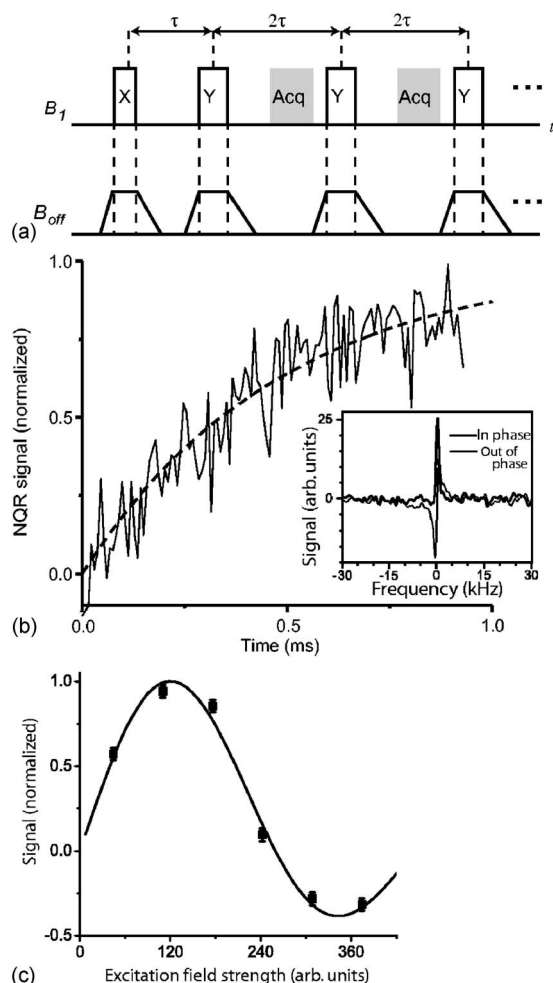 τ 2τ 2τ
B1 X Y Acq Y Acq Y
t
Boff
(a)
1.0
0.5
0.0
NQR signal (normalized)
25
0
Signal (arb. units)
In phase
Out of
phase
-30 -15 0 15 30
Frequency (kHz)
0.0 0.5 1.0
Time (ms)
(b)
1.0
0.5
0.0
-0.5
Signal (normalized)
0 120 240 360
Excitation field strength (arb. units)
(c)